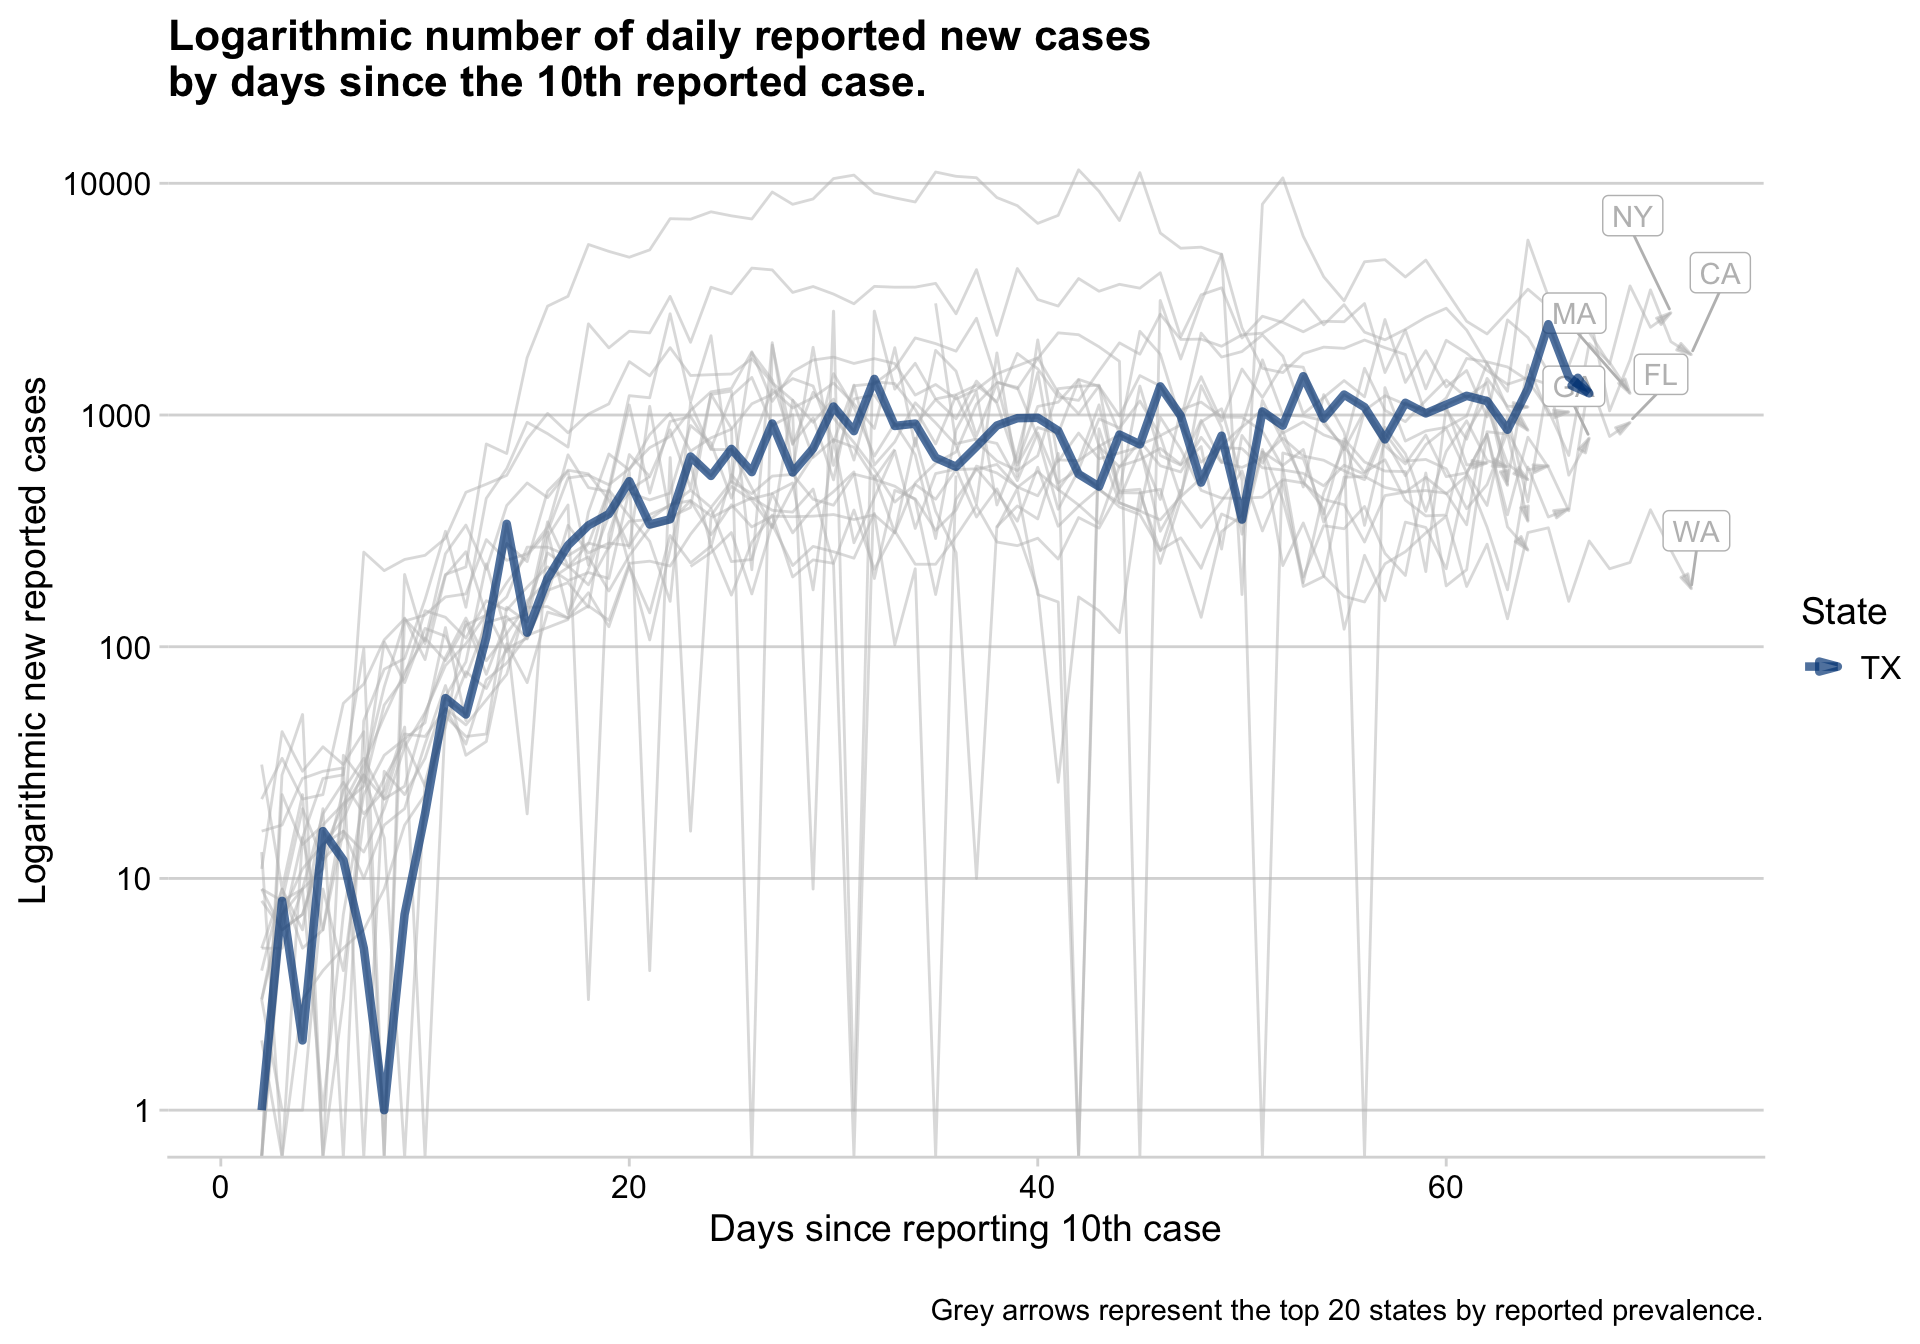 Logarithmic number of daily reported new cases
by days since the 10th reported case.
Logarithmic new reported cases
10000
1000
100
10
1
NY
CA
MA
FL
GA
WA
State
TX
0
20
40
60
Days since reporting 10th case
Grey arrows represent the top 20 states by reported prevalence.